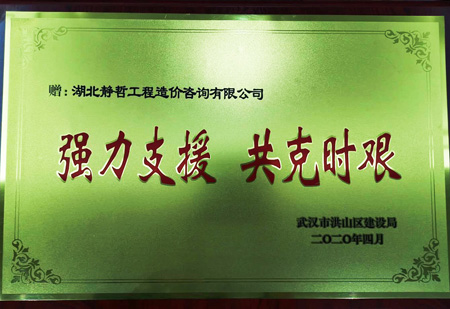 赠：湖北静哲工程造价咨询有限公司
强力支援 共克时艰
武汉市洪山区建设局
二〇二〇年四月